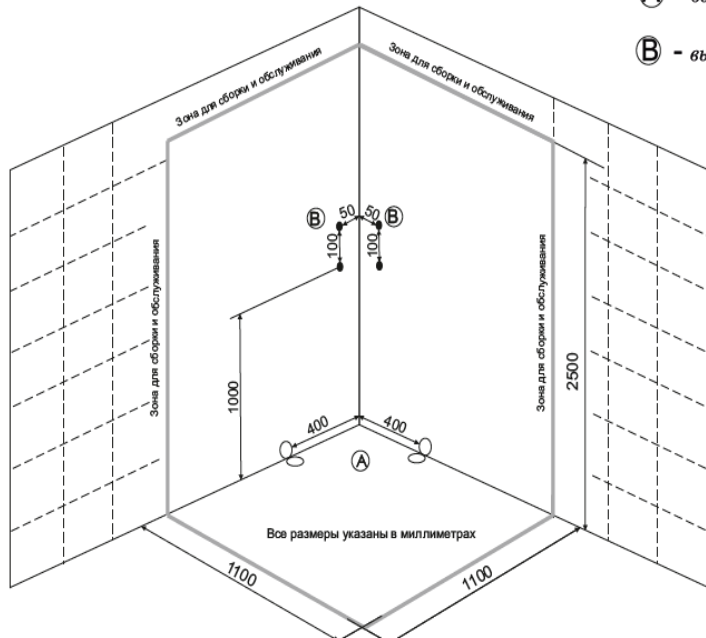 Ⓑ - вы
Зона для сборки и обслуживания
Зона для сборки и обслуживания
Ⓑ 50 50 Ⓑ
100 100
Зона для сборки и обслуживания
Зона для сборки и обслуживания
2500
1000
400 400
Ⓐ
Все размеры указаны в миллиметрах
1100 1100